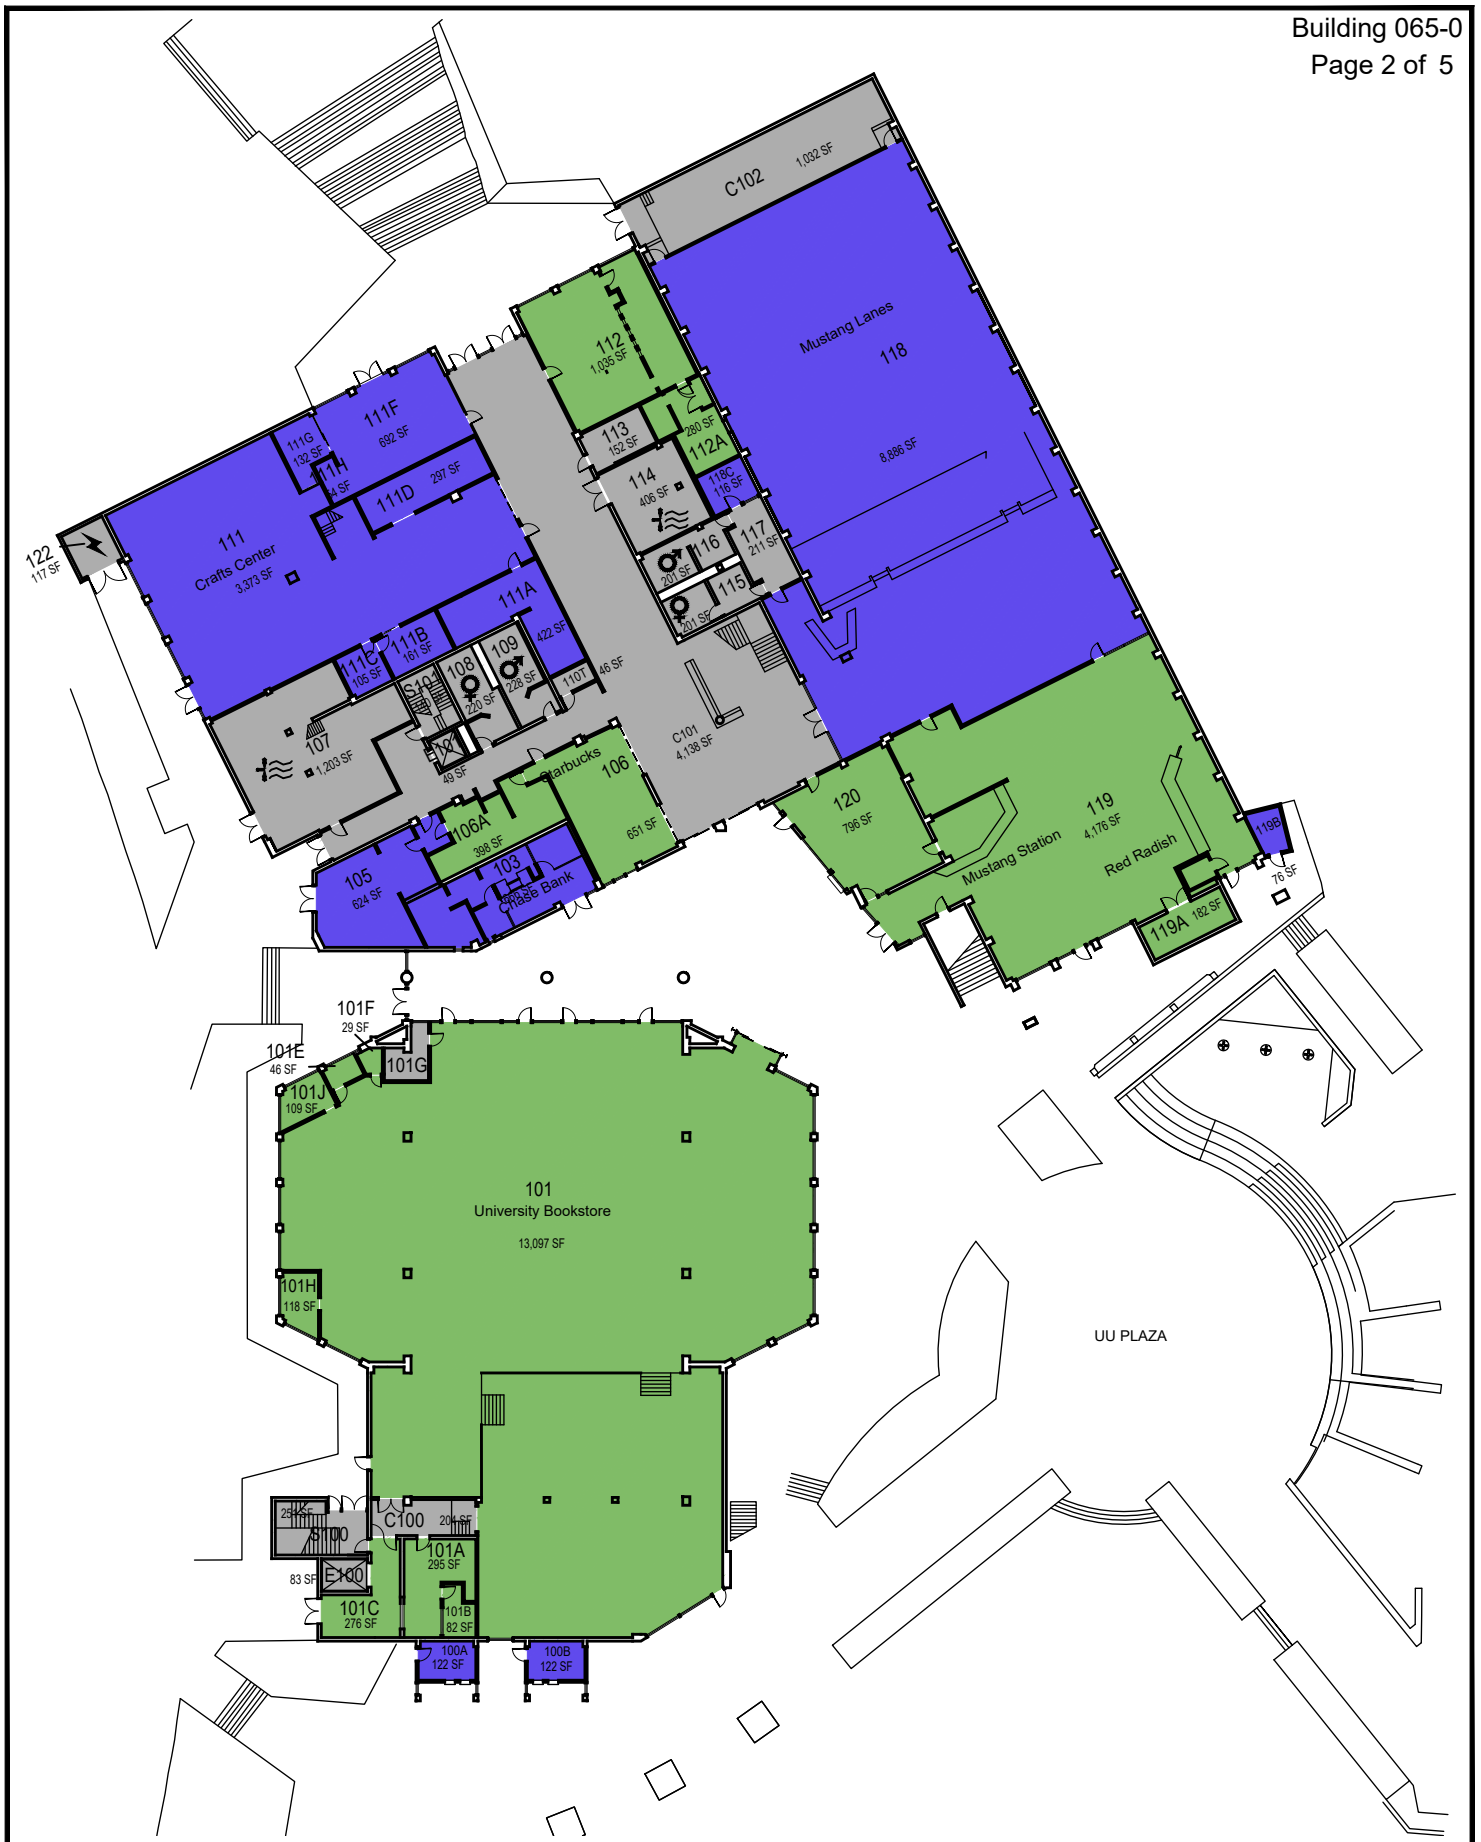 Building 065-0
Page 2 of 5
C102
1,032 SF
Mustang Lanes
118
8,886 SF
112
1,035 SF
113
152 SF
280 SF
112A
114
406 SF
118C
116 SF
116
201 SF
117
211 SF
115
201 SF
111F
692 SF
111G
132 SF
111H
111D
297 SF
111
Crafts Center
3,373 SF
122
117 SF
111A
422 SF
111B
161 SF
111C
105 SF
109
228 SF
108
220 SF
S101
110T
46 SF
107
1,203 SF
101
49 SF
C101
4,138 SF
Starbucks
106
651 SF
106A
398 SF
105
624 SF
103
Chase Bank
120
796 SF
119
4,176 SF
Mustang Station
Red Radish
119B
76 SF
119A
182 SF
101F
29 SF
101E
46 SF
101G
101J
109 SF
101
University Bookstore
13,097 SF
101H
118 SF
UU PLAZA
251 SF
S100
C100
204 SF
101A
295 SF
83 SF
E100
101C
276 SF
101B
82 SF
100A
122 SF
100B
122 SF